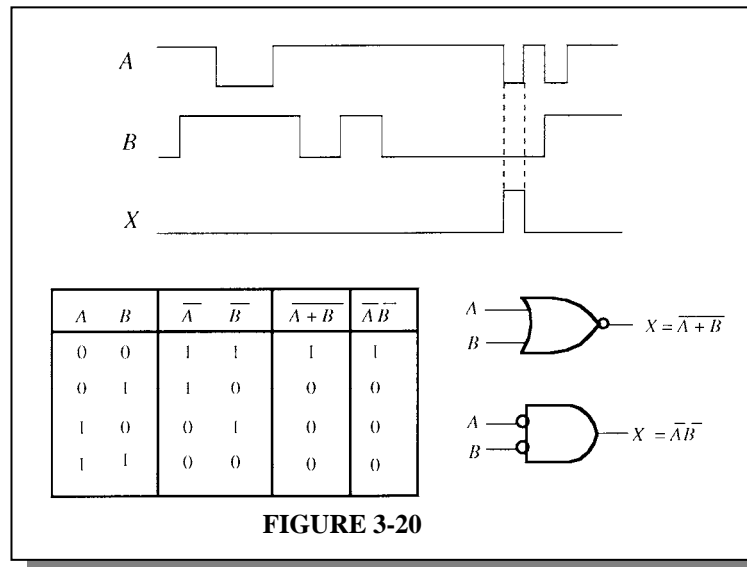 A
B
X
A B A̅ B̅ A̅ ̅+̅ ̅B̅ A̅ B̅
0 0 1 1 1 1
0 1 1 0 0 0
1 0 0 1 0 0
1 1 0 0 0 0
A
B
X = A̅ ̅+̅ ̅B̅
A
B
X = A̅ B̅
FIGURE 3-20